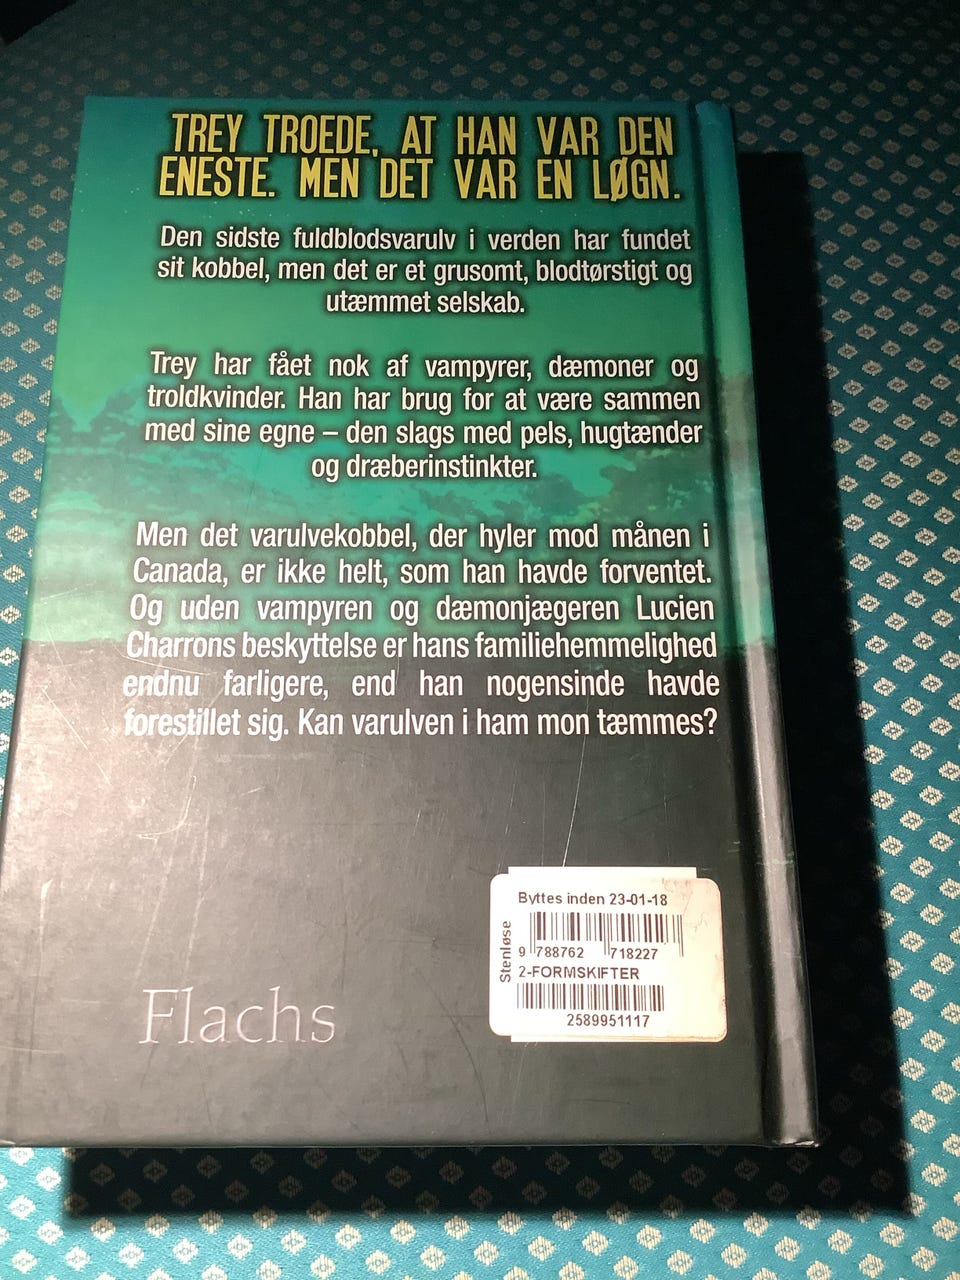 TREY TROEDE, AT HAN VAR DEN
ENESTE. MEN DET VAR EN LØGN.
Den sidste fuldblodsvarulv i verden har fundet
sit kobbel, men det er et grusomt, blodtørstigt og
utæmmet selskab.
Trey har fået nok af vampyrer, dæmoner og
troldkvinder. Han har brug for at være sammen
med sine egne – den slags med pels, hugtænder
og dræberinstinkter.
Men det varulvekobbel, der hyler mod månen i
Canada, er ikke helt, som han havde forventet.
Og uden vampyren og dæmonjægeren Lucien
Charrons beskyttelse er hans familiehemmelighed
endnu farligere, end han nogensinde havde
forestillet sig. Kan varulven i ham mon tæmmes?
Flachs
Stenløse
Byttes inden 23-01-18
9 788762 718227
2-FORMSKIFTER
2589951117